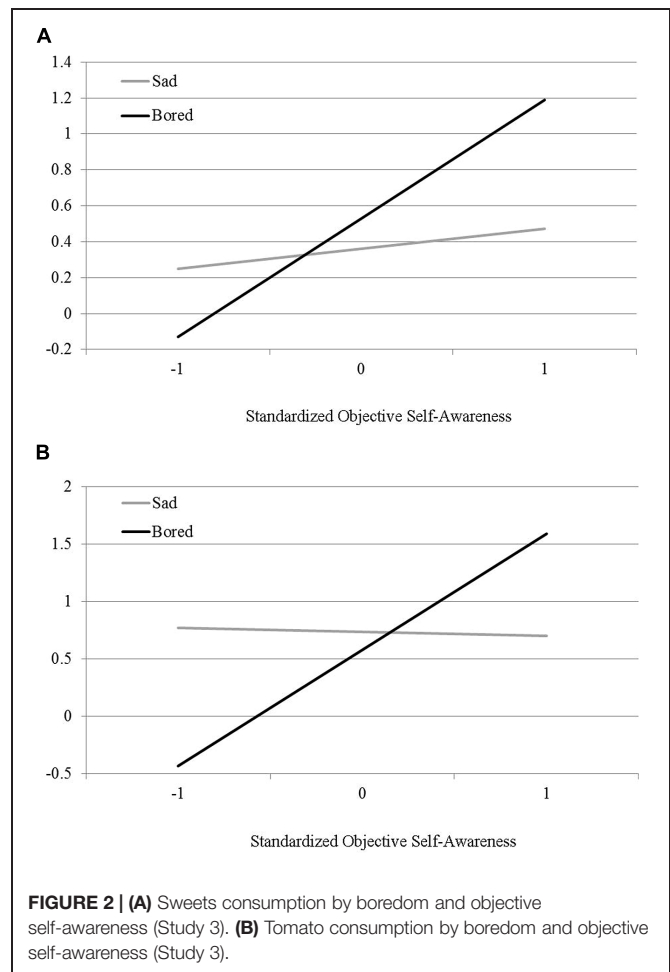 A
1.4
Sad
1.2
Bored
1
0.8
0.6
0.4
0.2
0
-0.2
-1 0 1
Standardized Objective Self-Awareness
B
2
Sad
Bored
1.5
1
0.5
0
-0.5
-1 0 1
Standardized Objective Self-Awareness
FIGURE 2 | (A) Sweets consumption by boredom and objective
self-awareness (Study 3). (B) Tomato consumption by boredom and objective
self-awareness (Study 3).